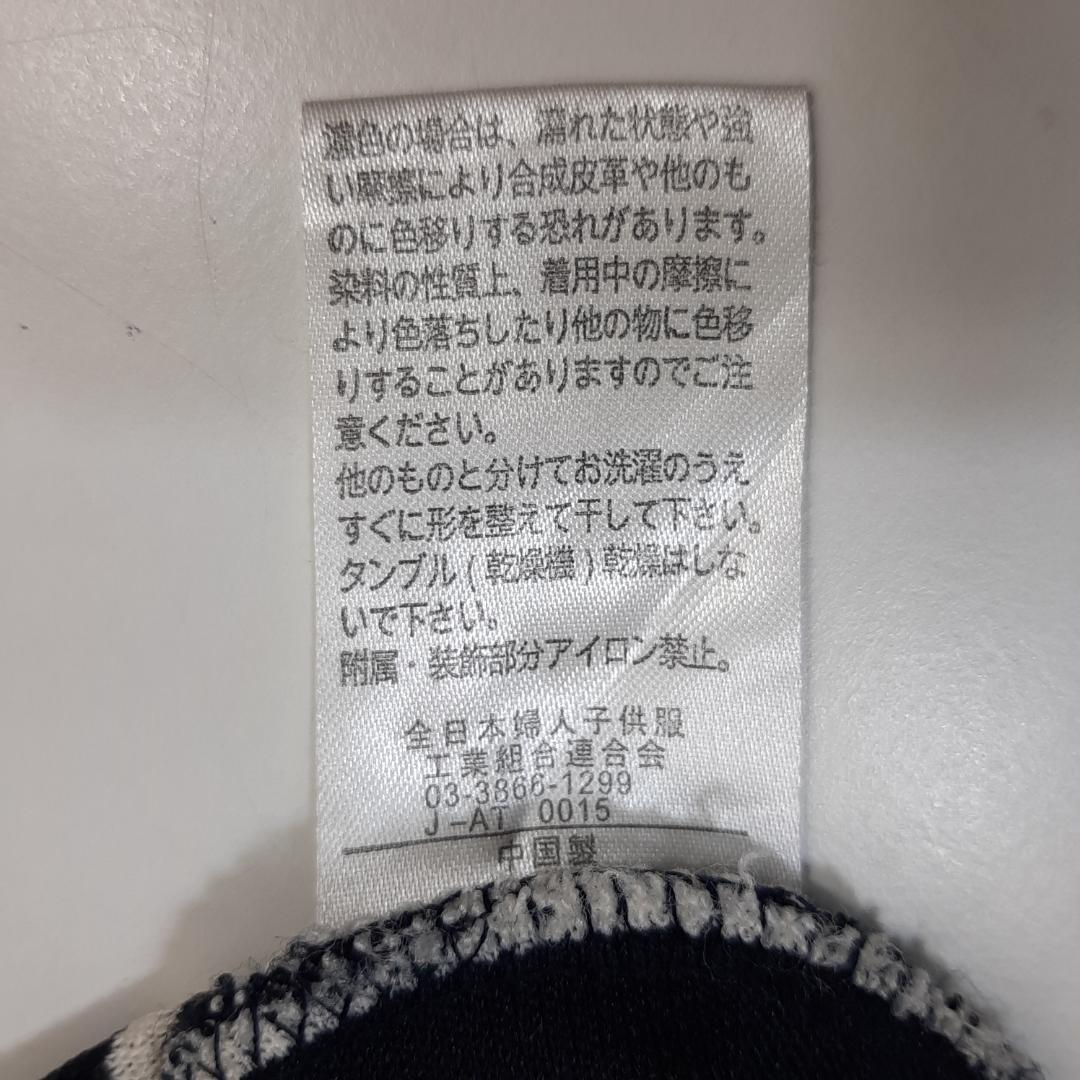 濃色の場合は、濡れた状態や強
い摩擦により合成皮革や他のも
のに色移りする恐れがあります。
染料の性質上、着用中の摩擦に
より色落ちしたり他の物に色移
りすることがありますのでご注
意ください。
他のものと分けてお洗濯のうえ
すぐに形を整えて干して下さい。
タンブル(乾燥機)乾燥はしな
いで下さい。
附属・装飾部分アイロン禁止。
全日本婦人子供服
工業組合連合会
03-3866-1299
J-AT 0015
中国製